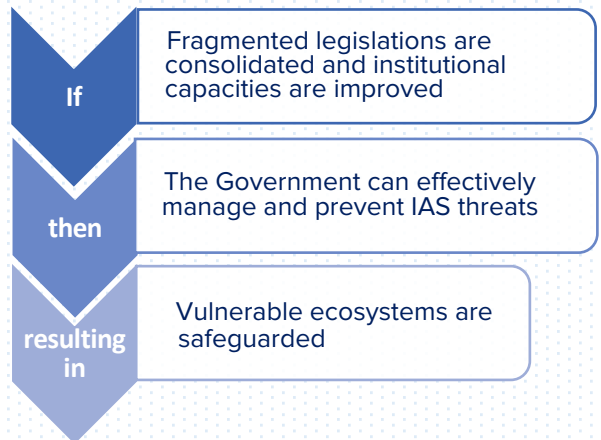 If
Fragmented legislations are
consolidated and institutional
capacities are improved
then
The Government can effectively
manage and prevent IAS threats
resulting
in
Vulnerable ecosystems are
safeguarded